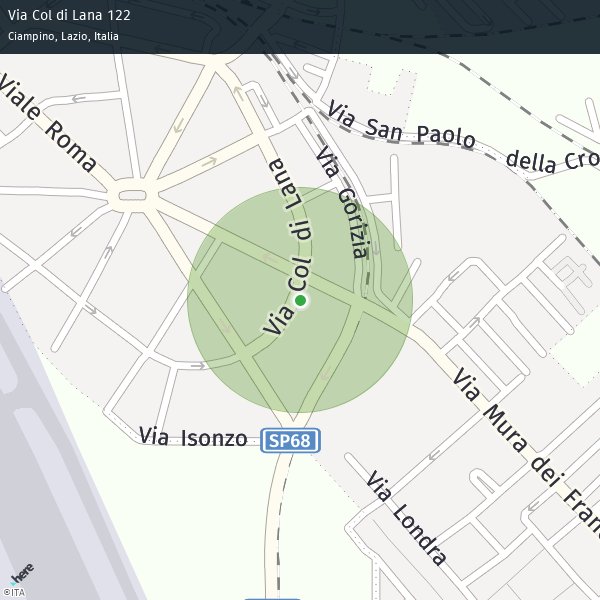 Via Col di Lana 122
Ciampino, Lazio, Italia
Viale Roma
Via San Paolo
della Cro
Via Gorizia
Via Col di Lana
Via Isonzo
SP68
Via Mura dei Fran
Via Londra
here
©ITA